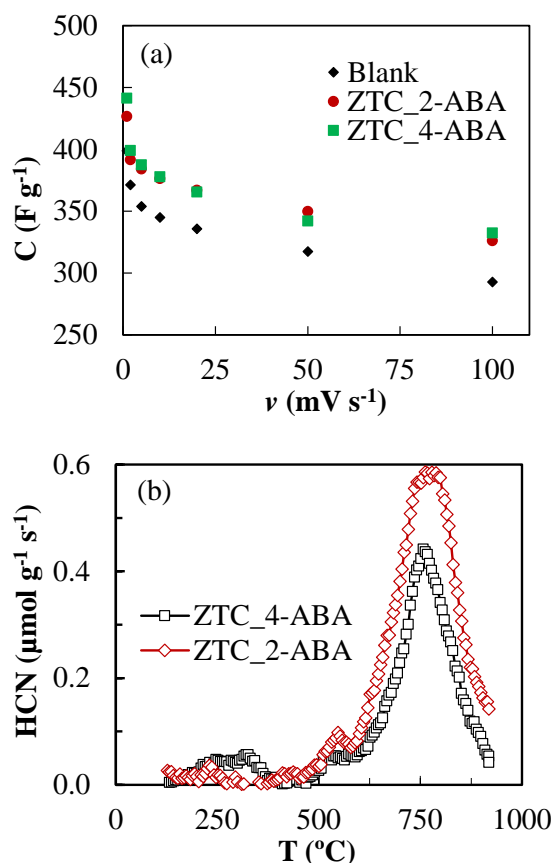 500
450
400
350
300
250
C (F g⁻¹)
(a)
Blank
ZTC_2-ABA
ZTC_4-ABA
0 25 50 75 100
v (mV s⁻¹)
0.6
0.4
0.2
0.0
HCN (µmol g⁻¹ s⁻¹)
(b)
ZTC_4-ABA
ZTC_2-ABA
0 250 500 750 1000
T (ºC)